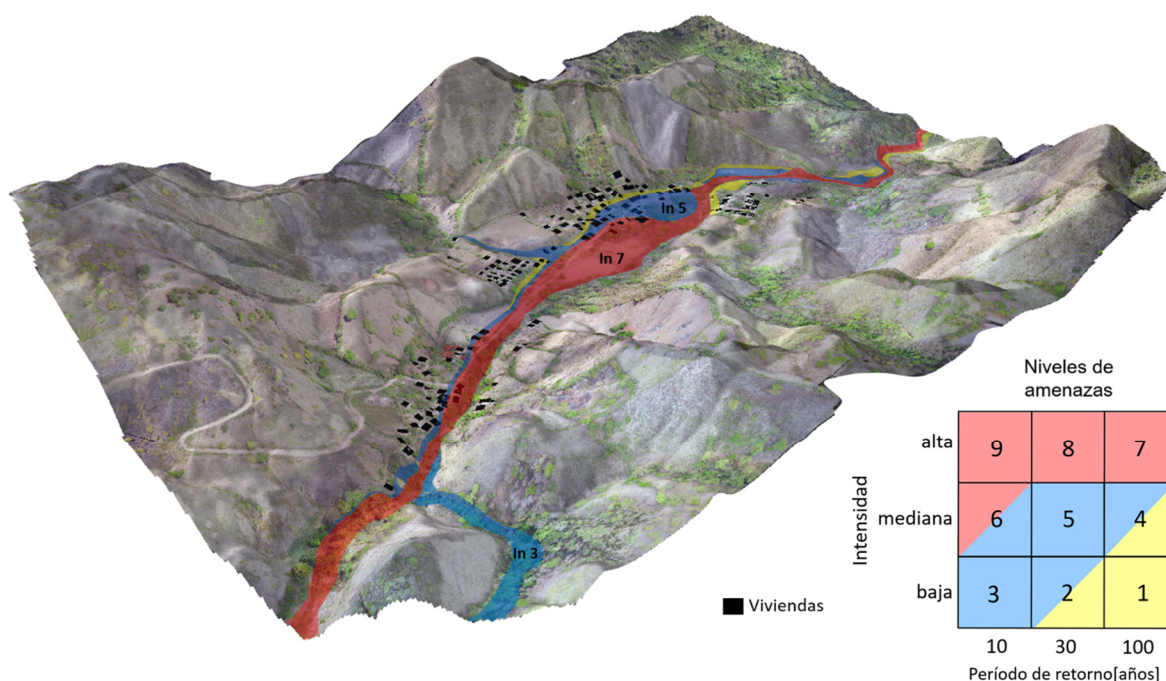 In 5
In 7
In 3
Viviendas
Niveles de
amenazas
Intensidad
alta
9 8 7
mediana
6 5 4
baja
3 2 1
10 30 100
Período de retorno[años]